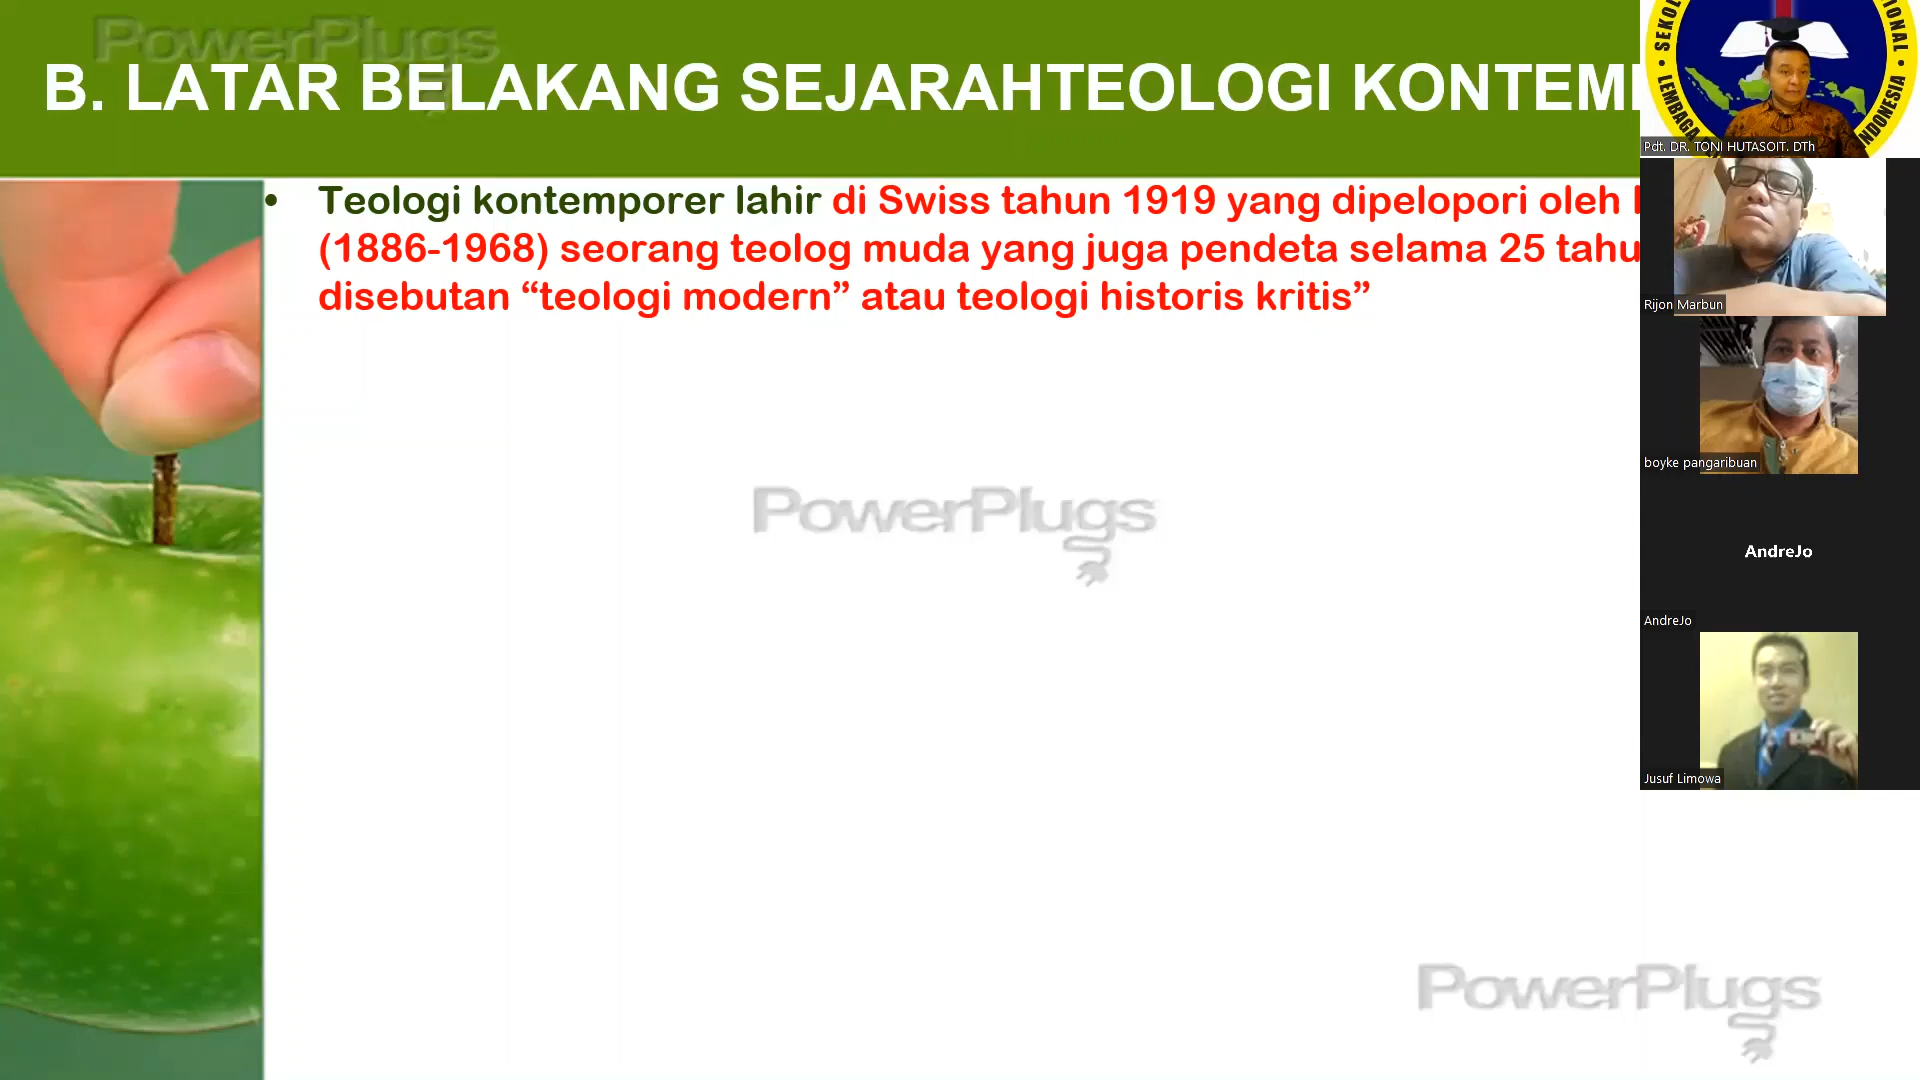 PowerPlugs
B. LATAR BELAKANG SEJARAHTEOLOGI KONTEM
• Teologi kontemporer lahir di Swiss tahun 1919 yang dipelopori oleh
(1886-1968) seorang teolog muda yang juga pendeta selama 25 tahu
disebutan “teologi modern” atau teologi historis kritis”
PowerPlugs
PowerPlugs
LEMBAGA
Pdt. DR. TONI HUTASOIT. DTh
Rijon Marbun
boyke pangaribuan
AndreJo
AndreJo
Jusuf Limowa